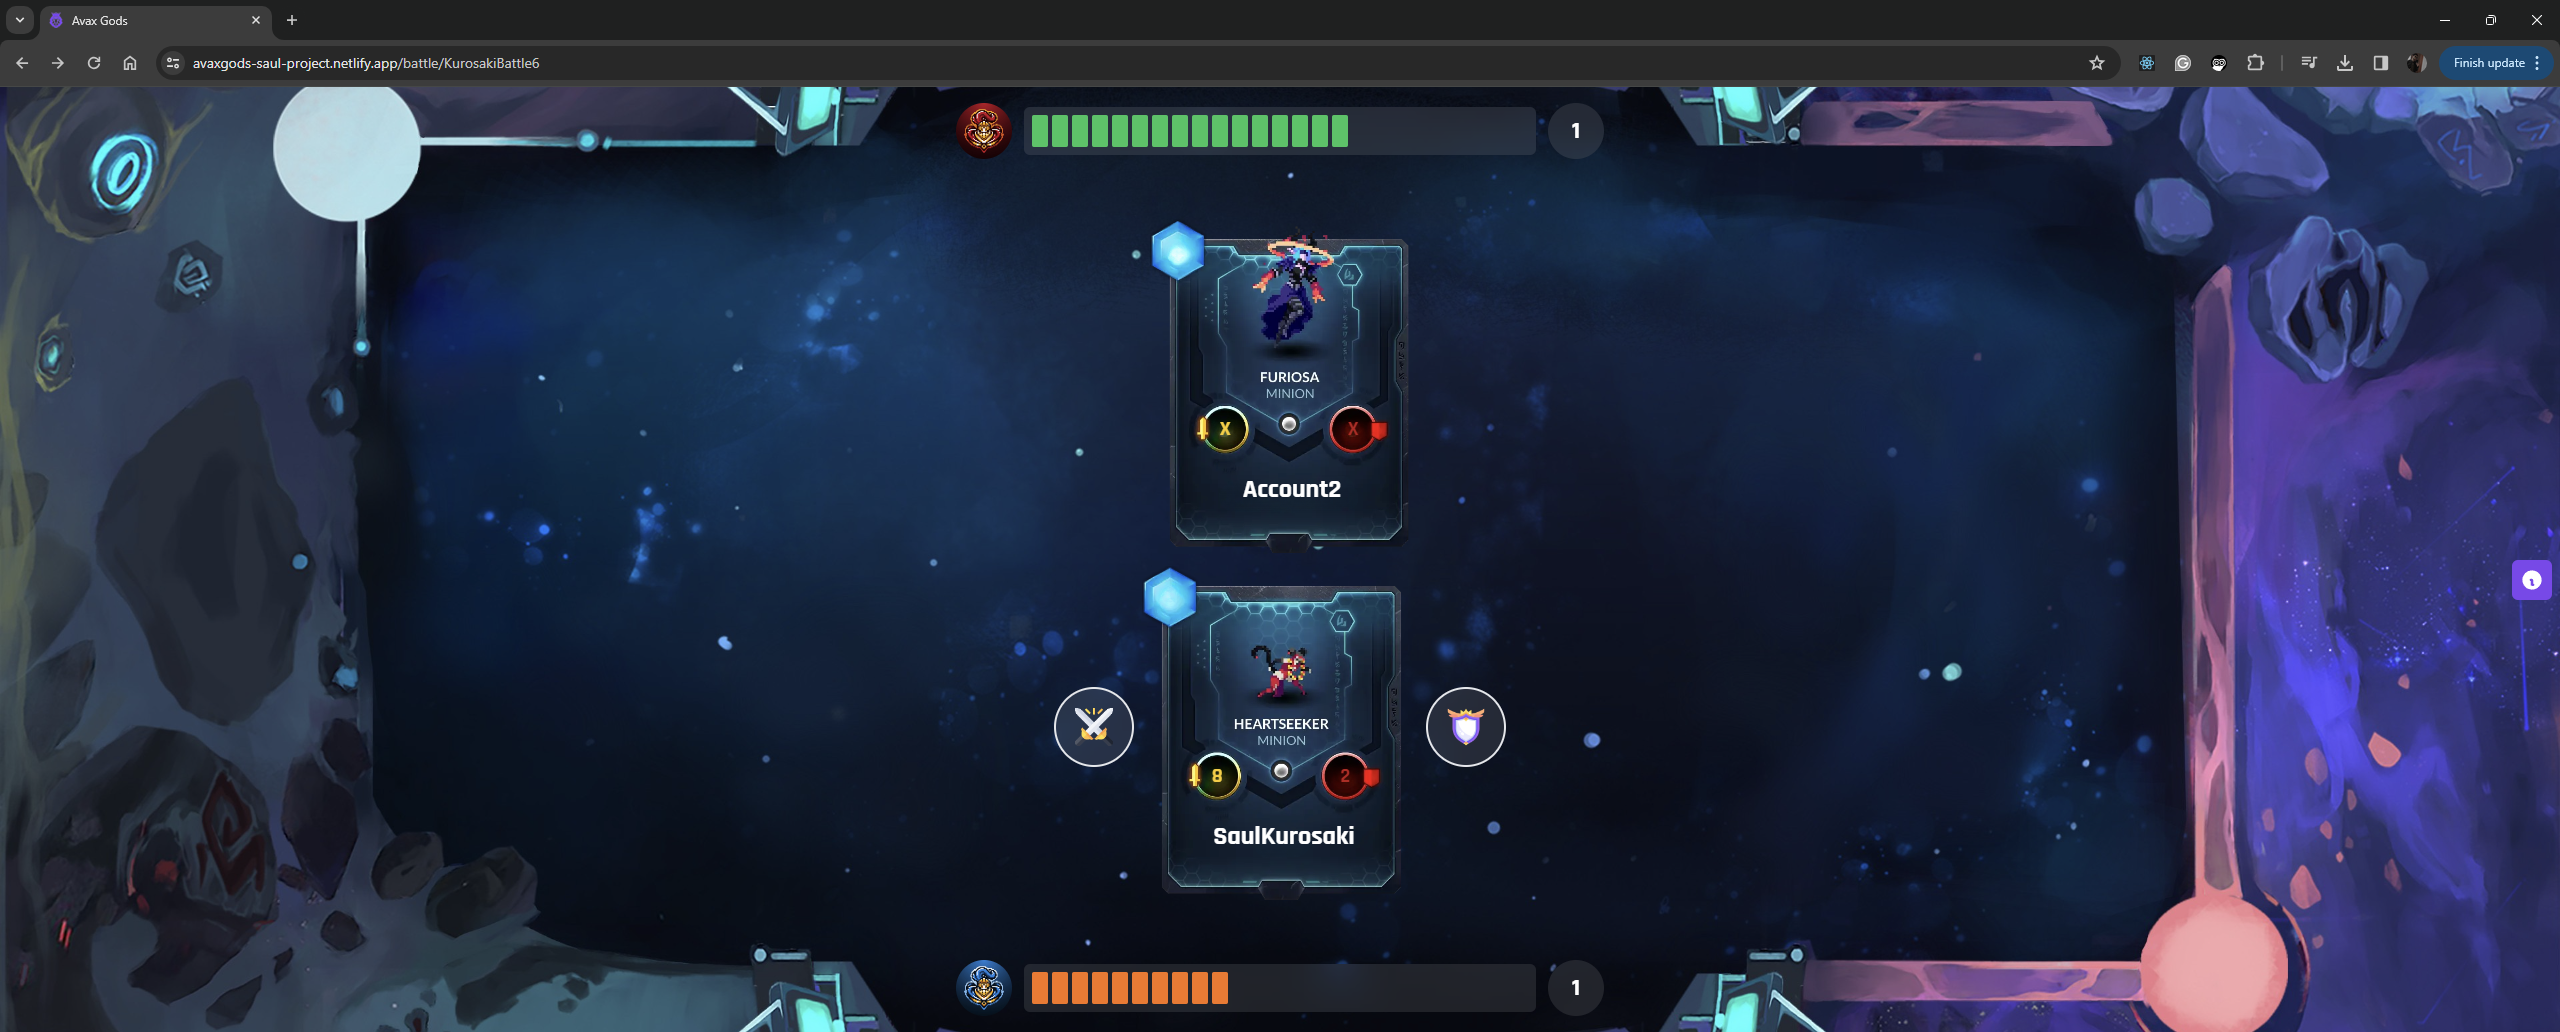 Avax Gods
avaxgods-saul-project.netlify.app/battle/KurosakiBattle6
Finish update
1
FURIOSA
MINION
X
X
Account2
HEARTSEEKER
MINION
8
2
SaulKurosaki
1